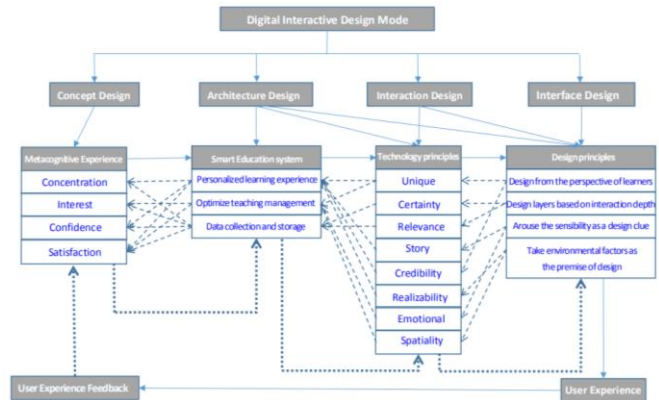 Digital Interactive Design Mode
Concept Design
Architecture Design
Interaction Design
Interface Design
Metacognitive Experience
Concentration
Interest
Confidence
Satisfaction
Smart Education system
Personalized learning experience
Optimize teaching management
Data collection and storage
Technology principles
Unique
Certainty
Relevance
Story
Credibility
Realizability
Emotional
Spatiality
Design principles
Design from the perspective of learners
Design layers based on interaction depth
Arouse the sensibility as a design clue
Take environmental factors as
the premise of design
User Experience Feedback
User Experience